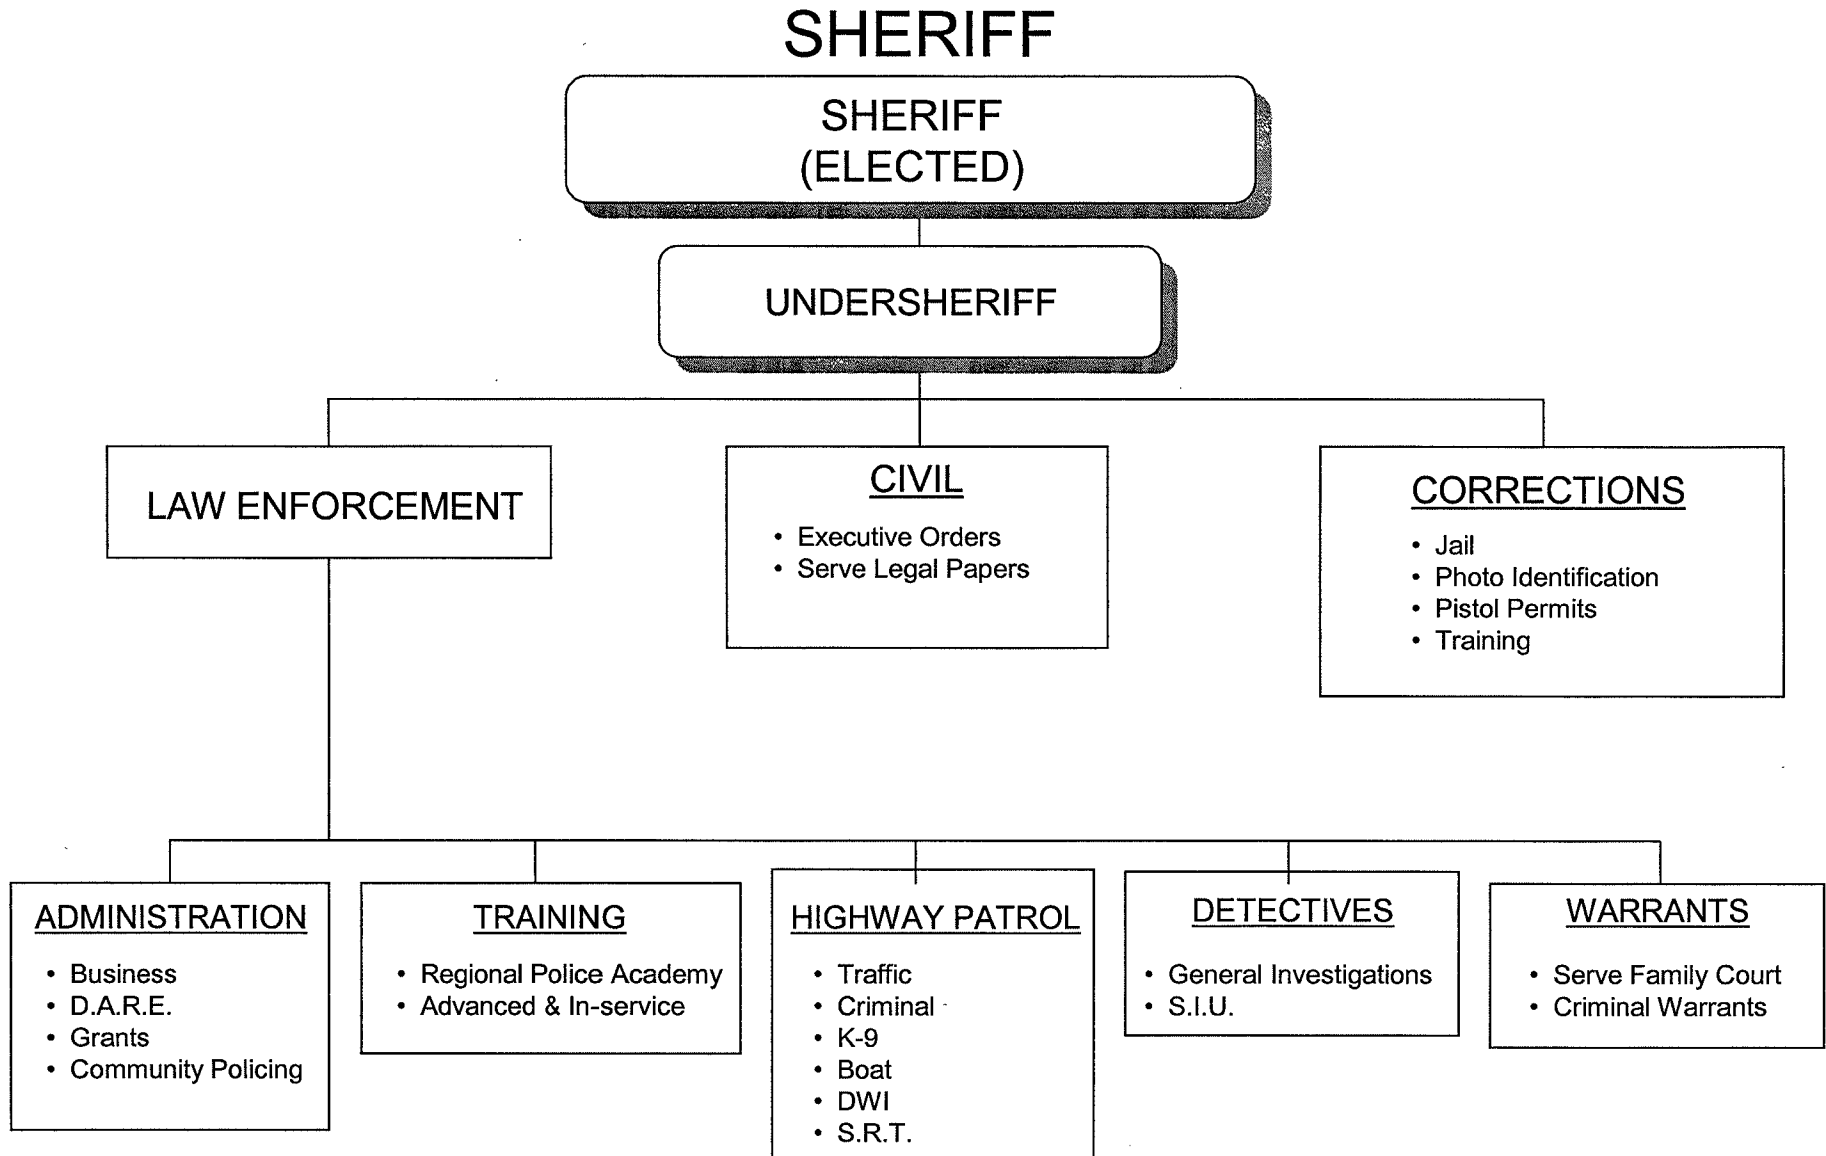 SHERIFF
SHERIFF
(ELECTED)
UNDERSHERIFF
LAW ENFORCEMENT
CIVIL
• Executive Orders
• Serve Legal Papers
CORRECTIONS
• Jail
• Photo Identification
• Pistol Permits
• Training
ADMINISTRATION
• Business
• D.A.R.E.
• Grants
• Community Policing
TRAINING
• Regional Police Academy
• Advanced & In-service
HIGHWAY PATROL
• Traffic
• Criminal
• K-9
• Boat
• DWI
• S.R.T.
DETECTIVES
• General Investigations
• S.I.U.
WARRANTS
• Serve Family Court
• Criminal Warrants